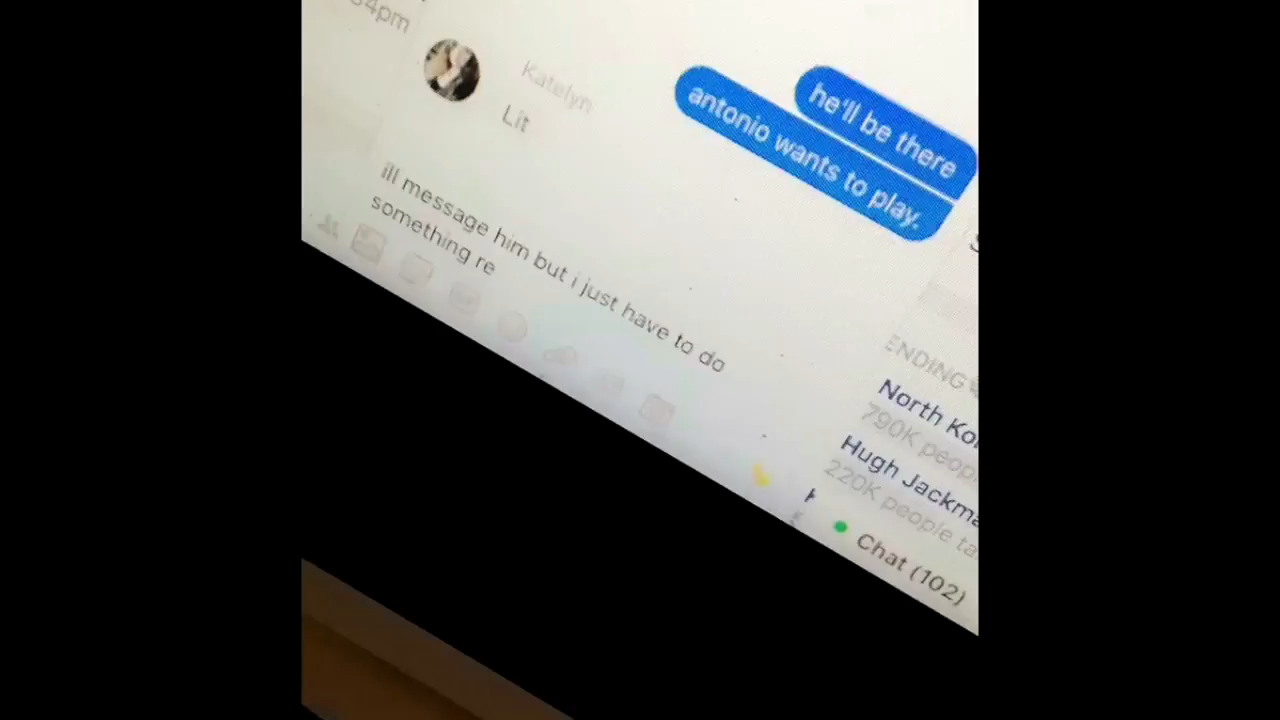 34pm
he'll be there
antonio wants to play.
Katelyn
Lit
ill message him but i just have to do
something re
ENDING
North Ko
790K peop
Hugh Jackma
220K people ta
Chat (102)